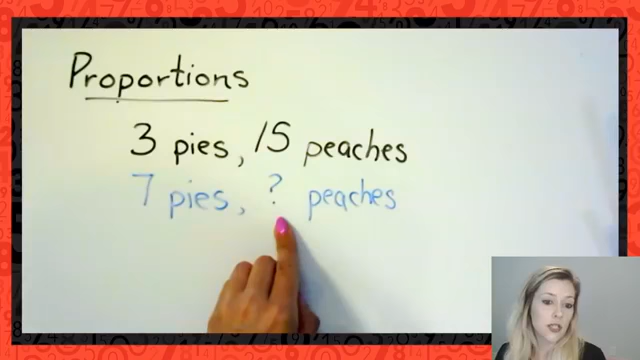 Proportions
3 pies, 15 peaches
7 pies, ? peaches